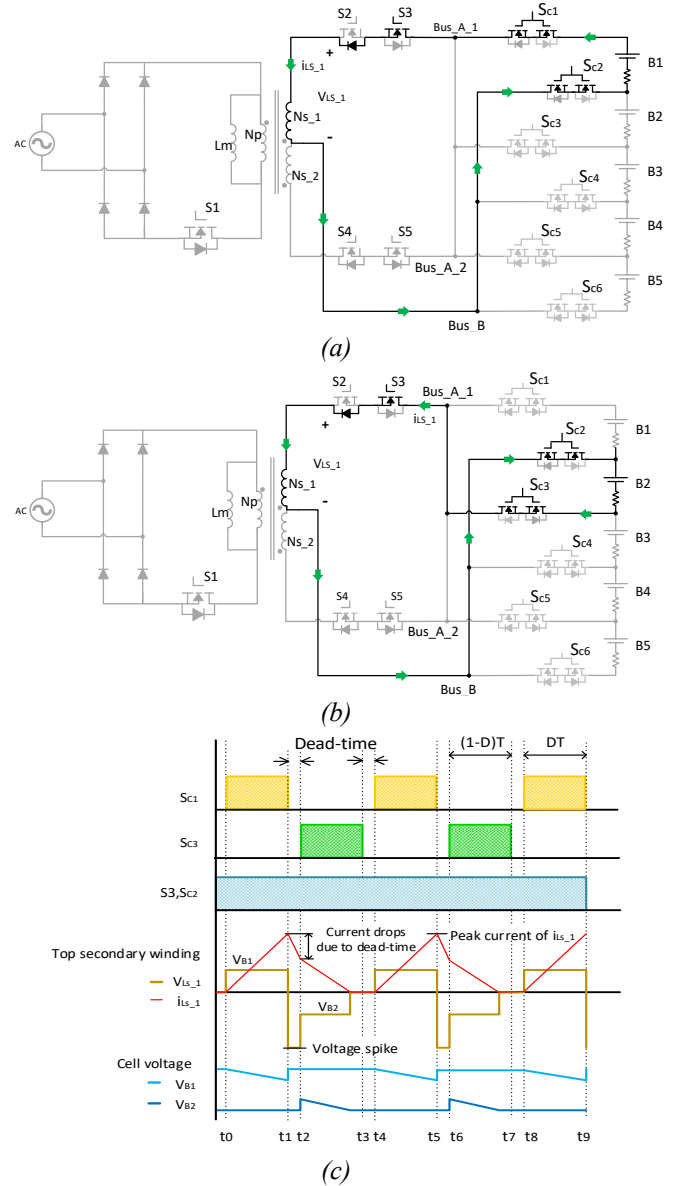 S2 S3 Bus_A_1 Sc1
+ B1
iLS_1 Sc2
VLS_1
B2
Ns_1 -
Lm Np Sc3
AC Ns_2 B3
Sc4
S1 B4
S4 S5 Sc5
Bus_A_2 B5
Sc6
Bus_B
(a)
S2 S3 Bus_A_1 Sc1
+ iLS_1 B1
Sc2
VLS_1
B2
Ns_1 -
Lm Np Sc3
AC Ns_2 B3
Sc4
S1 B4
S4 S5 Sc5
Bus_A_2 B5
Sc6
Bus_B
(b)
Dead-time (1-D)T DT
SC1
SC3
S3,SC2
Current drops
due to dead-time
Peak current of iLs_1
Top secondary winding
VB1
VLs_1
iLs_1
VB2
Voltage spike
Cell voltage
VB1
VB2
t0 t1 t2 t3 t4 t5 t6 t7 t8 t9
(c)